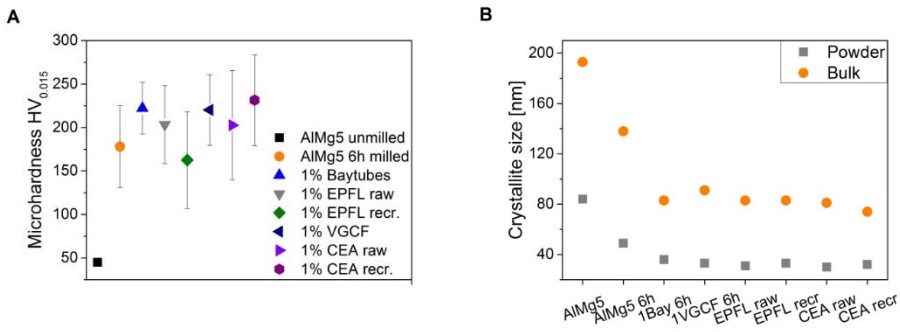 A
Microhardness HV0.015
300
250
200
150
100
50
AlMg5 unmilled
AlMg5 6h milled
1% Baytubes
1% EPFL raw
1% EPFL recr.
1% VGCF
1% CEA raw
1% CEA recr.
B
Crystallite size [nm]
200
160
120
80
40
Powder
Bulk
AlMg5
AlMg5 6h
1Bay 6h
1VGCF 6h
EPFL raw
EPFL recr
CEA raw
CEA recr